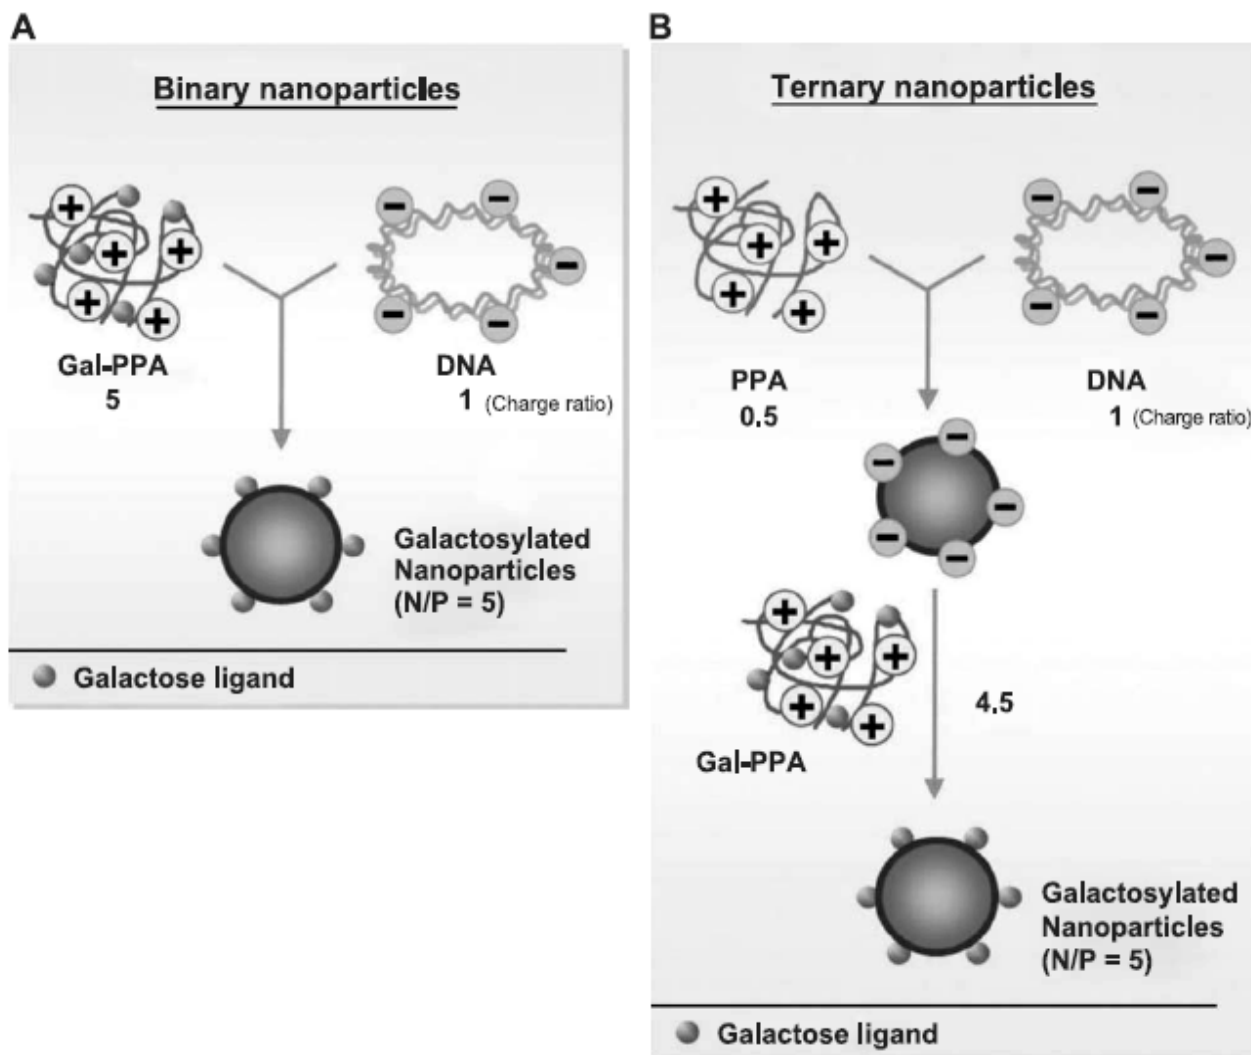 A
Binary nanoparticles
+
+
+
+
+
−
−
−
−
−
Gal-PPA
5
DNA
1 (Charge ratio)
Galactosylated
Nanoparticles
(N/P = 5)
Galactose ligand
B
Ternary nanoparticles
+
+
+
+
+
−
−
−
−
−
PPA
0.5
DNA
1 (Charge ratio)
−
−
−
−
−
+
+
+
+
+
4.5
Gal-PPA
Galactosylated
Nanoparticles
(N/P = 5)
Galactose ligand